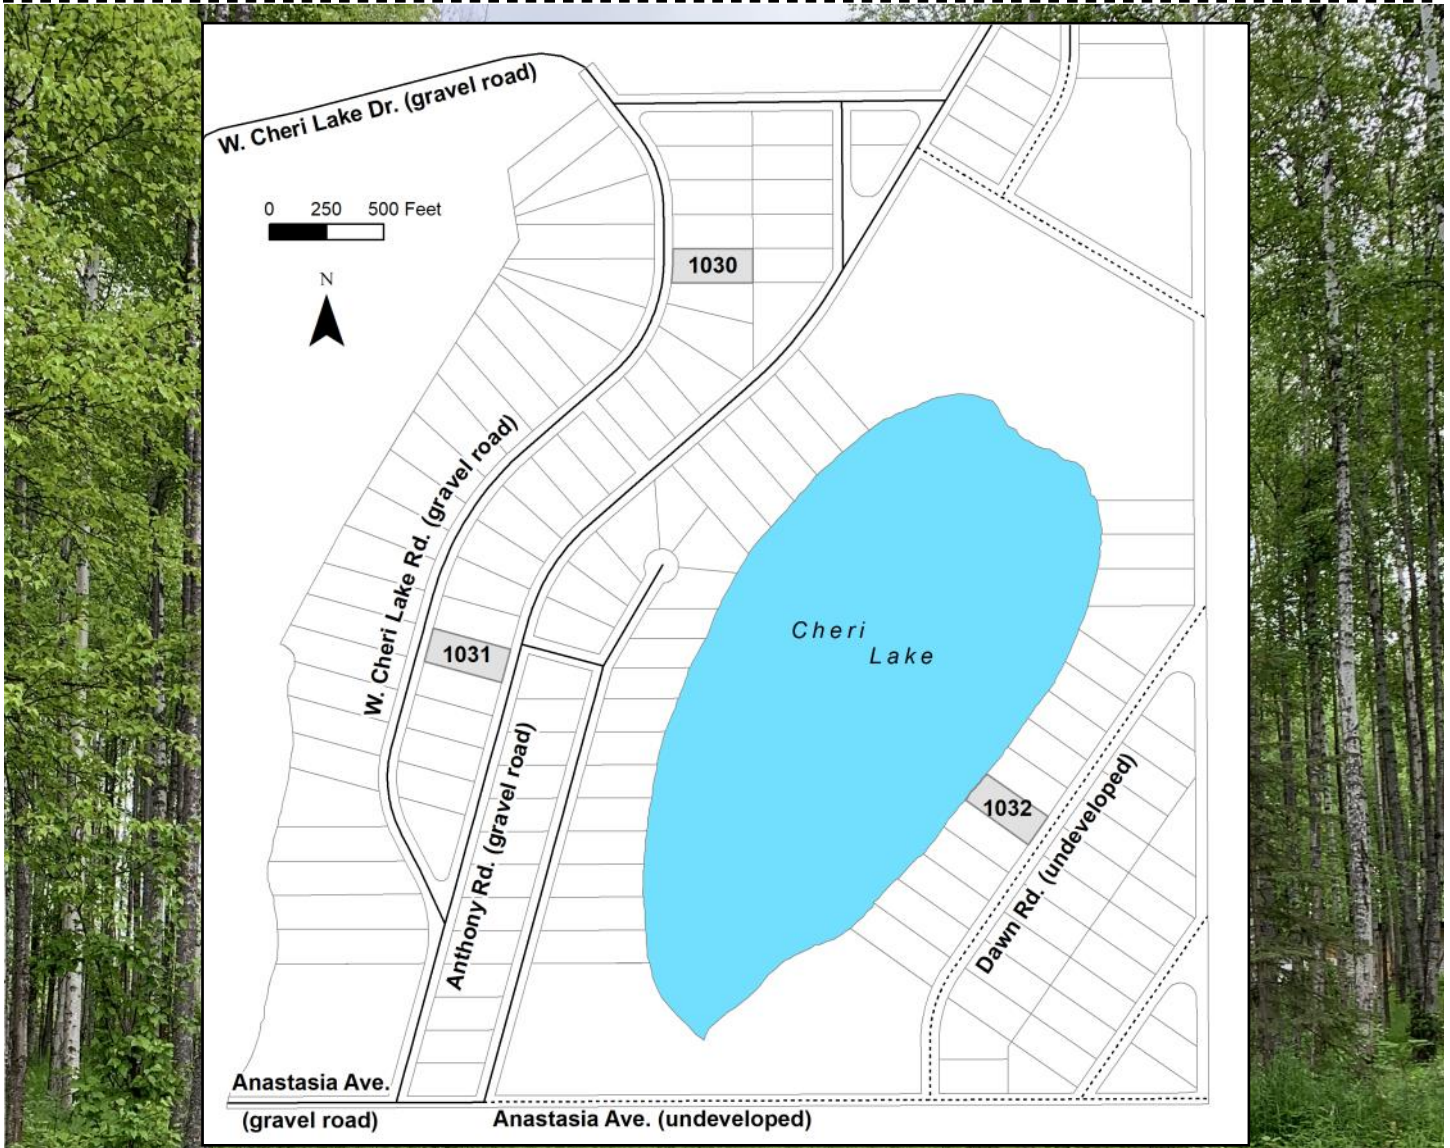 W. Cheri Lake Dr. (gravel road)
0 250 500 Feet
N
1030
W. Cheri Lake Rd. (gravel road)
Cheri
Lake
1031
Anthony Rd. (gravel road)
1032
Dawn Rd. (undeveloped)
Anastasia Ave.
(gravel road)
Anastasia Ave. (undeveloped)